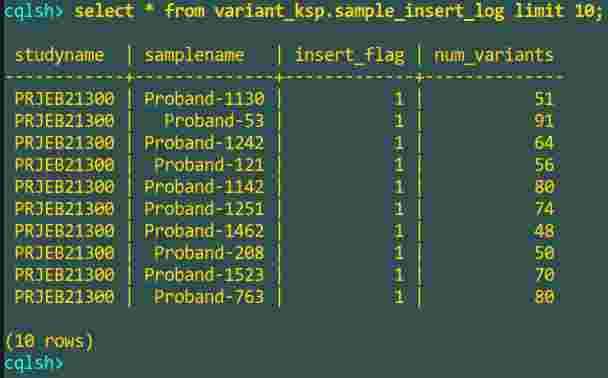 cqlsh> select * from variant_ksp.sample_insert_log limit 10;
studyname | samplename | insert_flag | num_variants
-----------+--------------+-------------+--------------
PRJEB21300 | Proband-1130 | 1 | 51
PRJEB21300 | Proband-53 | 1 | 91
PRJEB21300 | Proband-1242 | 1 | 64
PRJEB21300 | Proband-121 | 1 | 56
PRJEB21300 | Proband-1142 | 1 | 80
PRJEB21300 | Proband-1251 | 1 | 74
PRJEB21300 | Proband-1462 | 1 | 48
PRJEB21300 | Proband-208 | 1 | 50
PRJEB21300 | Proband-1523 | 1 | 70
PRJEB21300 | Proband-763 | 1 | 80
(10 rows)
cqlsh>